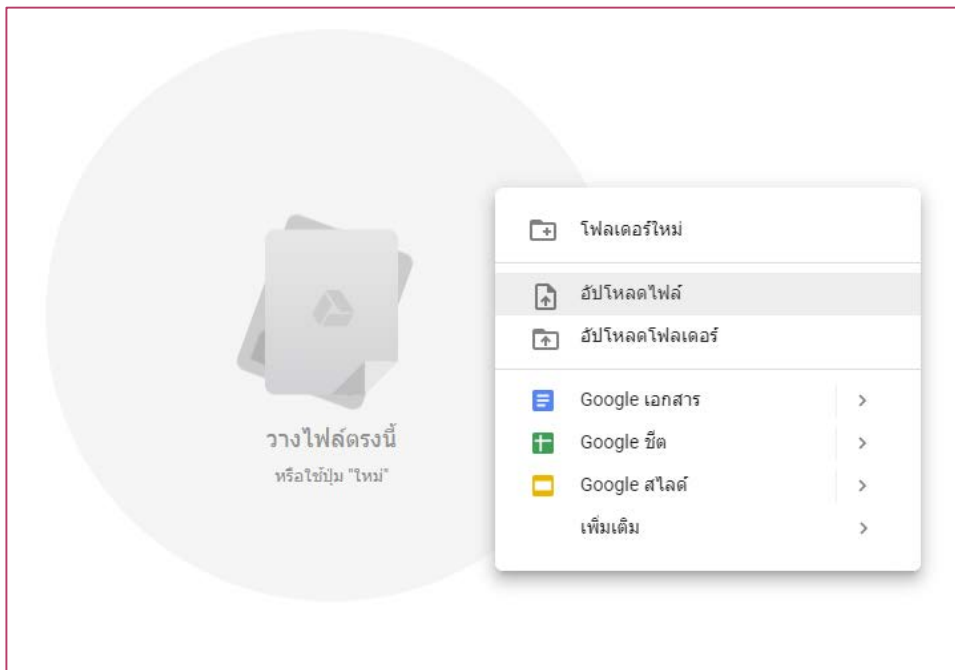 โฟลเดอร์ใหม่
อัปโหลดไฟล์
อัปโหลดโฟลเดอร์
Google เอกสาร
Google ชีต
Google สไลด์
เพิ่มเติม
วางไฟล์ตรงนี้
หรือใช้ปุ่ม "ใหม่"